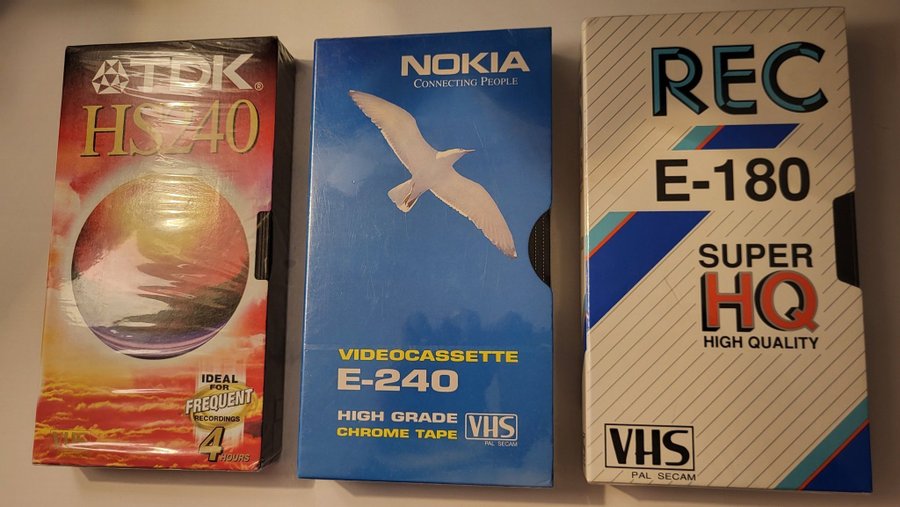 TDK®
HS240
IDEAL
FOR
FREQUENT
RECORDINGS
4
HOURS
VHS
NOKIA
CONNECTING PEOPLE
VIDEOCASSETTE
E-240
HIGH GRADE
CHROME TAPE
VHS
PAL SECAM
REC
E-180
SUPER
HQ
HIGH QUALITY
VHS
PAL SECAM